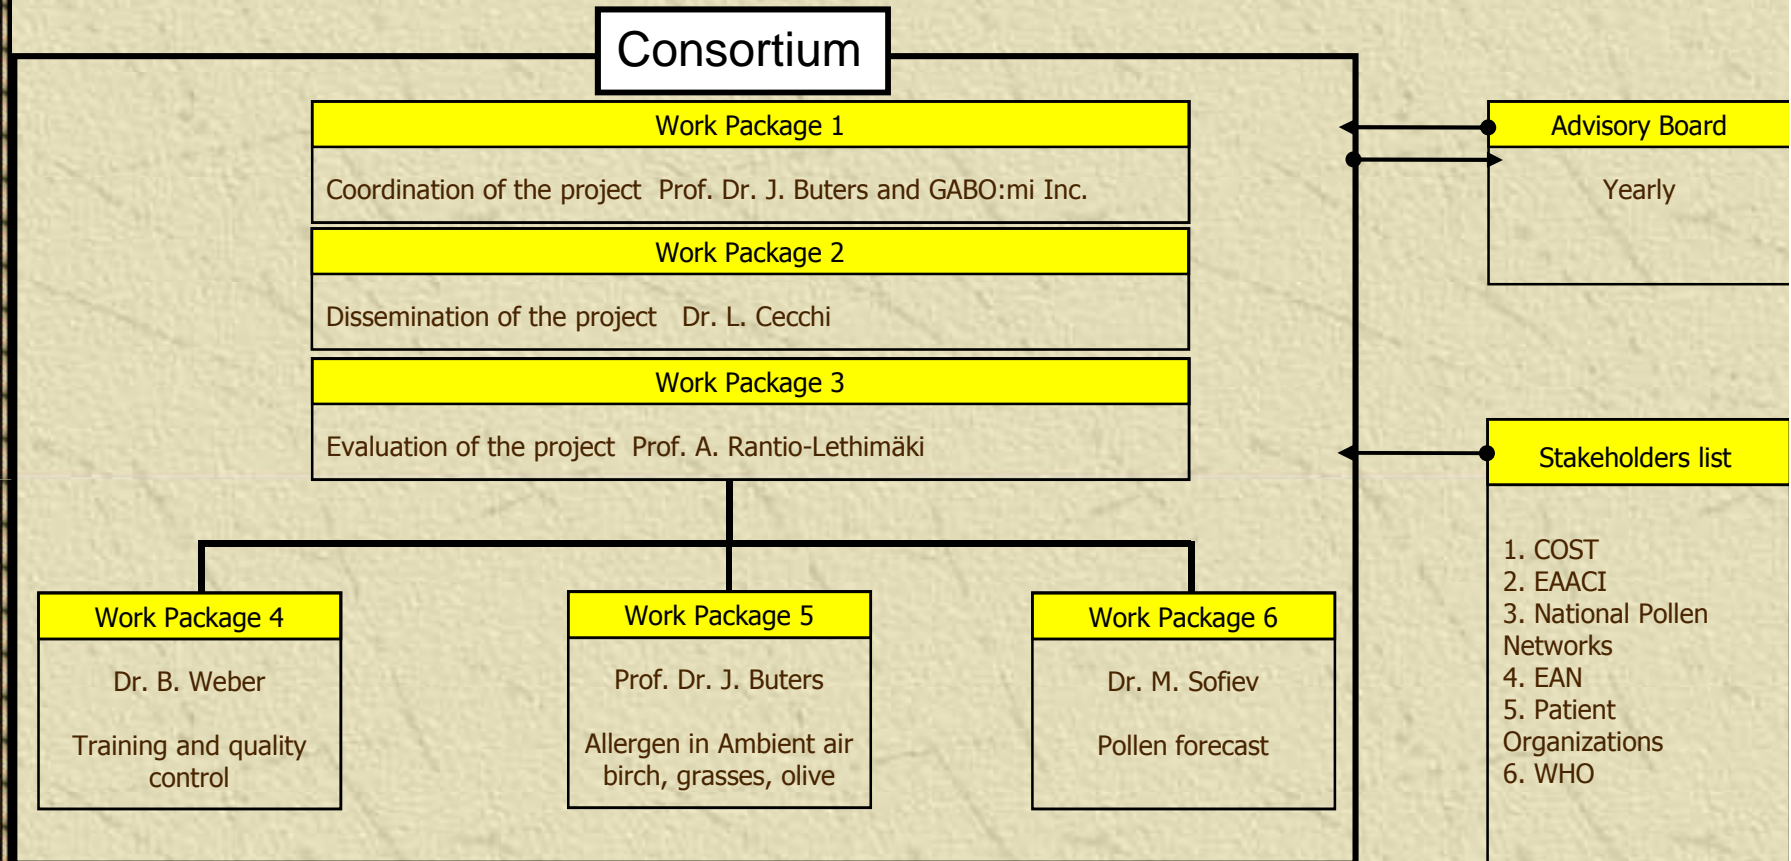 Consortium
Work Package 1
Coordination of the project Prof. Dr. J. Buters and GABO:mi Inc.
Work Package 2
Dissemination of the project Dr. L. Cecchi
Work Package 3
Evaluation of the project Prof. A. Rantio-Lethimäki
Work Package 4
Dr. B. Weber
Training and quality
control
Work Package 5
Prof. Dr. J. Buters
Allergen in Ambient air
birch, grasses, olive
Work Package 6
Dr. M. Sofiev
Pollen forecast
Advisory Board
Yearly
Stakeholders list
1. COST
2. EAACI
3. National Pollen
Networks
4. EAN
5. Patient
Organizations
6. WHO